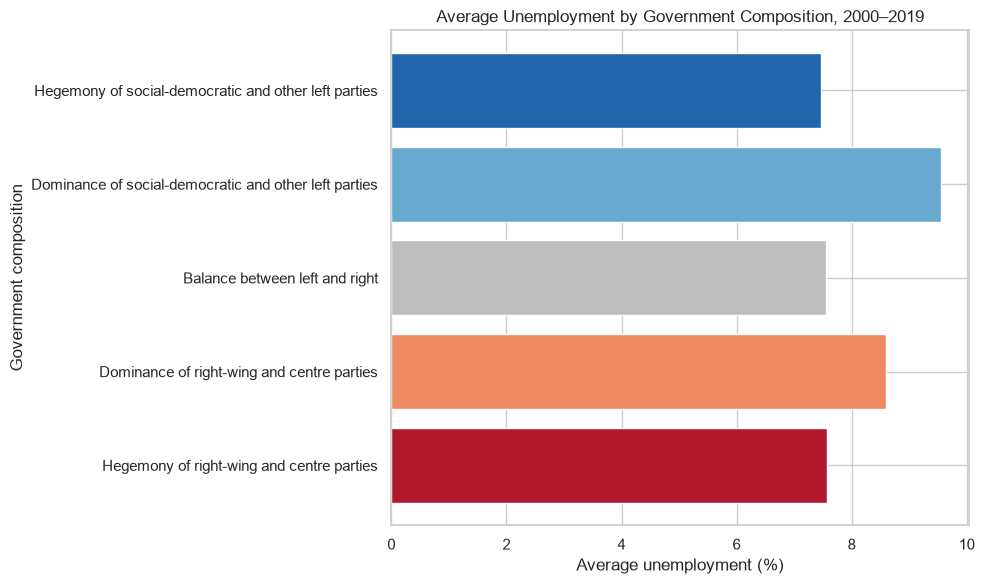 Average Unemployment by Government Composition, 2000–2019
Government composition
Hegemony of social-democratic and other left parties
Dominance of social-democratic and other left parties
Balance between left and right
Dominance of right-wing and centre parties
Hegemony of right-wing and centre parties
0 2 4 6 8 10
Average unemployment (%)